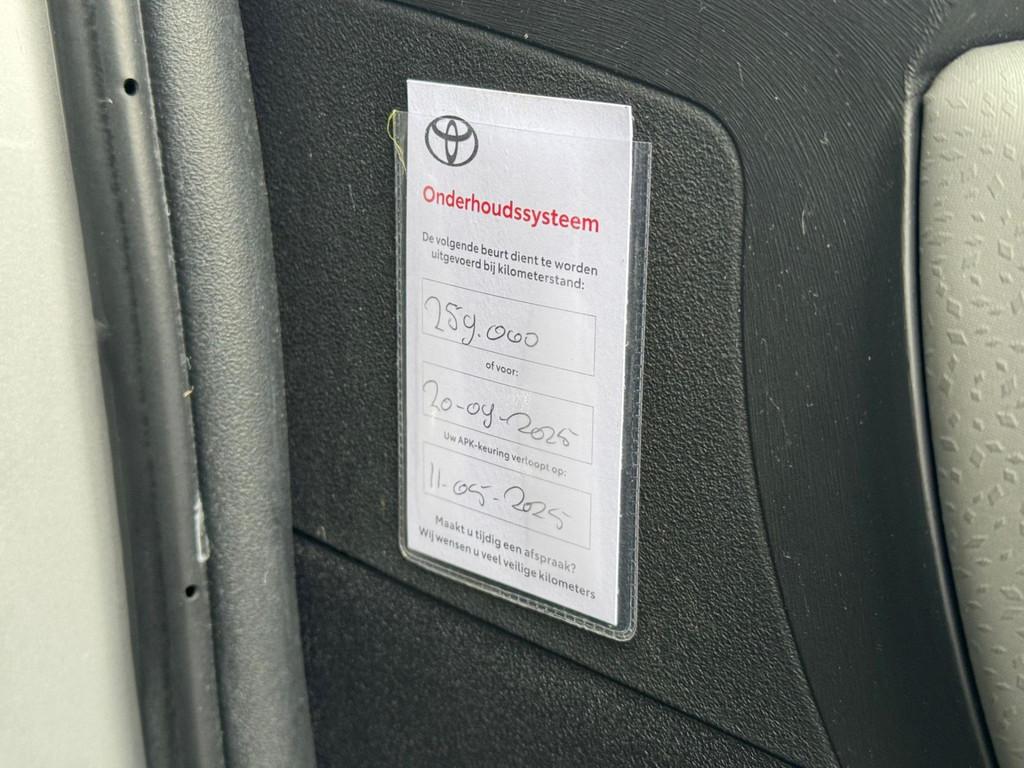 Onderhoudssysteem
De volgende beurt dient te worden
uitgevoerd bij kilometerstand:
259.000
of voor:
20-09-2025
Uw APK-keuring verloopt op:
11-05-2025
Maakt u tijdig een afspraak?
Wij wensen u veel veilige kilometers